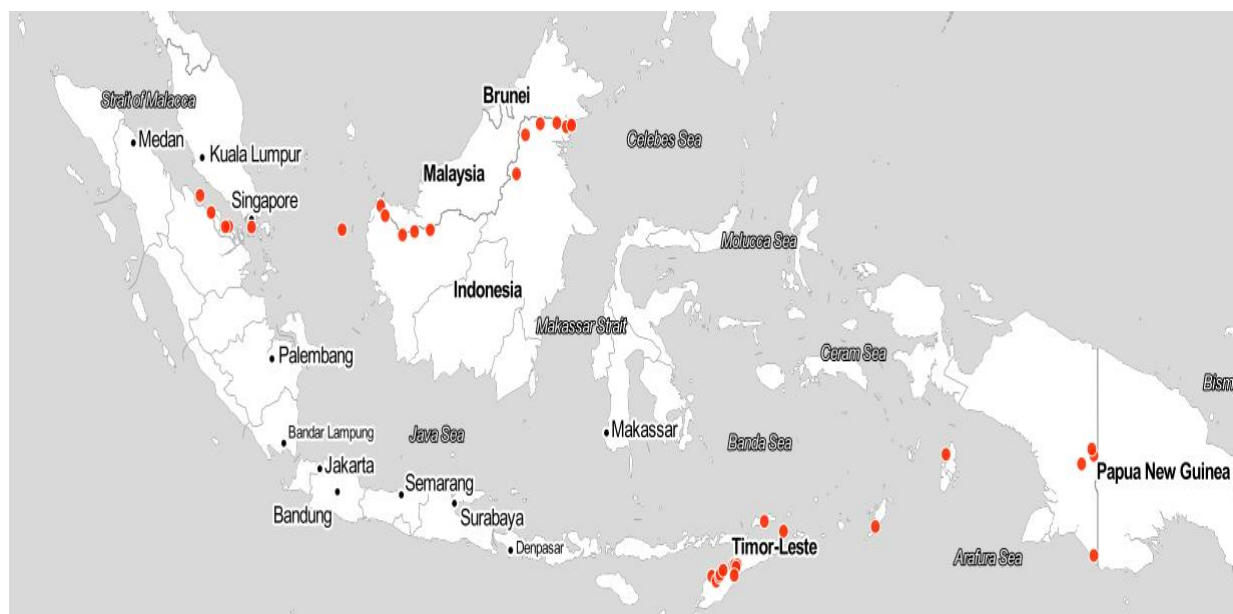 Brunei
Strait of Malacca
Medan
Celebes Sea
Kuala Lumpur
Malaysia
Singapore
Molucca Sea
Indonesia
Makassar Strait
Palembang
Ceram Sea
Bism
Makassar
Bandar Lampung
Java Sea
Banda Sea
Jakarta
Papua New Guinea
Semarang
Bandung
Surabaya
Denpasar
Timor-Leste
Arafura Sea